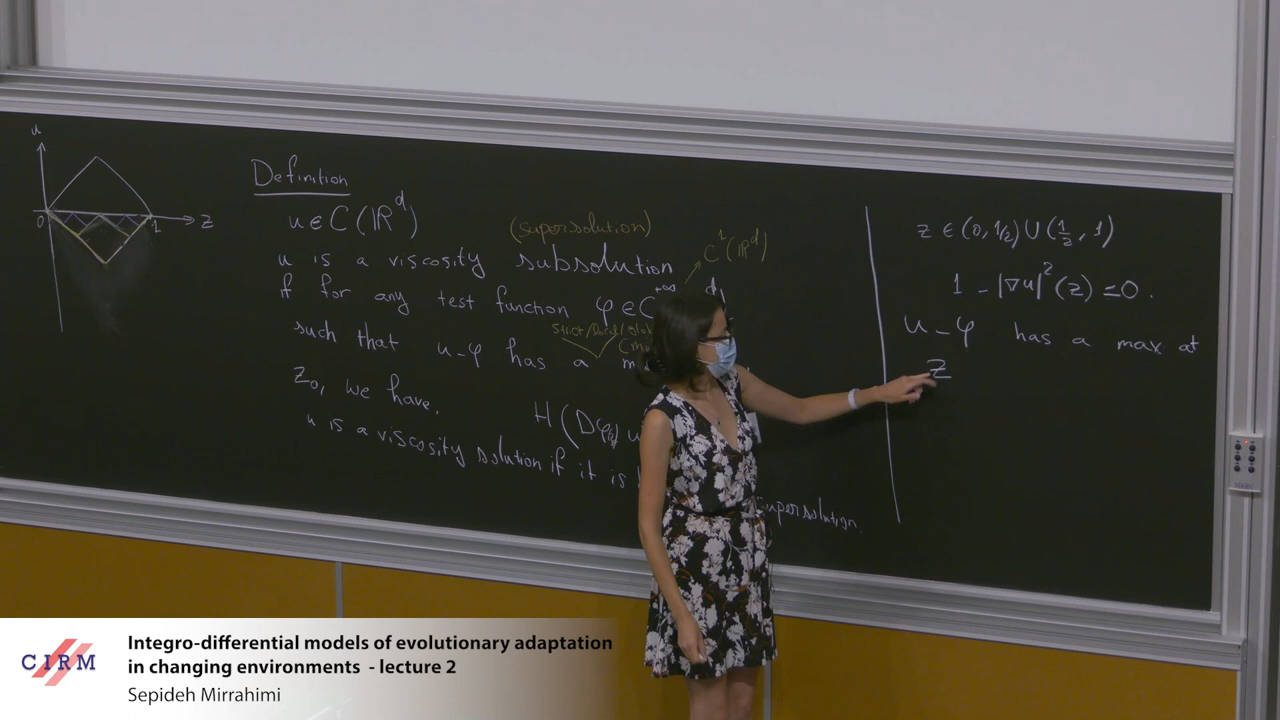 u
0
1
z
Definition
u ∈ C(ℝ^d)
(supersolution)
u is a viscosity subsolution
C^1(ℝ^d)
if for any test function φ ∈ C^+∞
Strict/local/
such that u-φ has a
z_0, we have.
H(Dφ
u is a viscosity solution if it is
supersolution.
z ∈ (0, 1/2) ∪ (1/2, 1)
1 - |∇u|^2(z) = 0.
u - φ has a max at
z
CIRM
Integro-differential models of evolutionary adaptation
in changing environments - lecture 2
Sepideh Mirrahimi